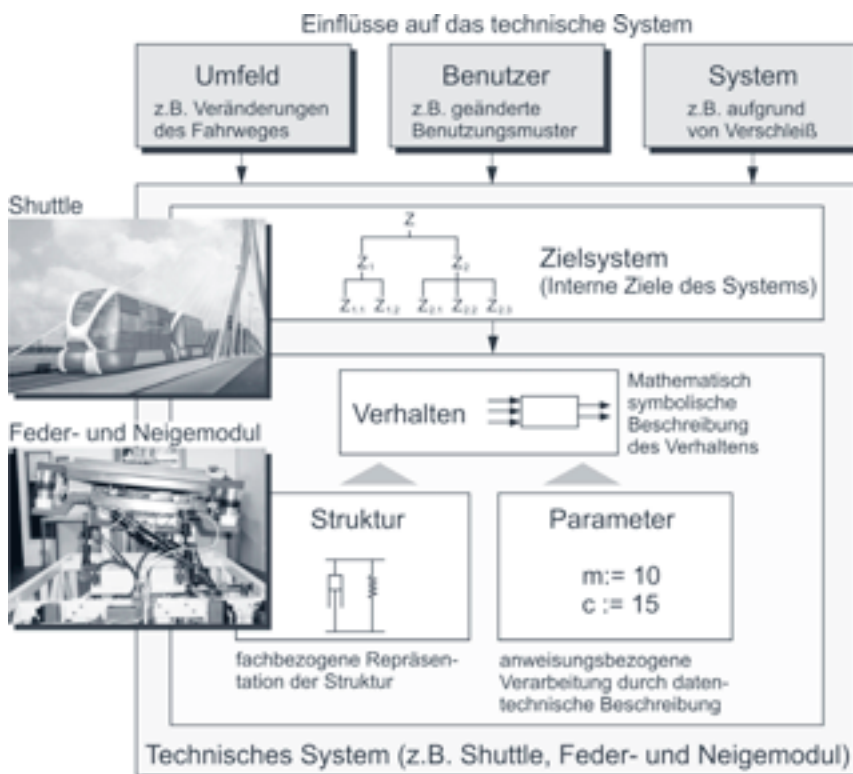 Einflüsse auf das technische System
Umfeld
z.B. Veränderungen
des Fahrweges
Benutzer
z.B. geänderte
Benutzungsmuster
System
z.B. aufgrund
von Verschleiß
Shuttle
Z
Z1
Z2
Z1.1 Z1.2
Z2.1 Z2.2 Z2.3
Zielsystem
(Interne Ziele des Systems)
Verhalten
Mathematisch
symbolische
Beschreibung
des Verhaltens
Feder- und Neigemodul
Struktur
fachbezogene Repräsen-
tation der Struktur
Parameter
m:= 10
c := 15
anweisungsbezogene
Verarbeitung durch daten-
technische Beschreibung
Technisches System (z.B. Shuttle, Feder- und Neigemodul)